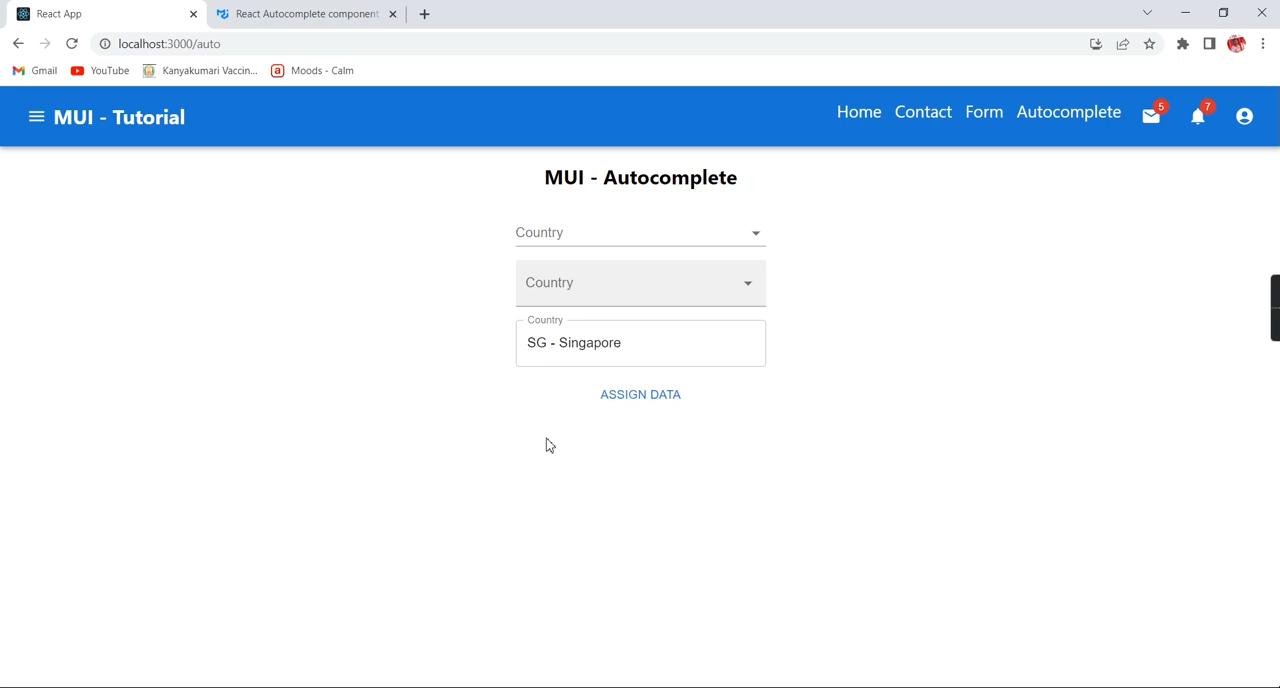 React App
React Autocomplete component
localhost:3000/auto
Gmail
YouTube
Kanyakumari Vaccin...
Moods - Calm
MUI - Tutorial
Home
Contact
Form
Autocomplete
5
7
MUI - Autocomplete
Country
Country
Country
SG - Singapore
ASSIGN DATA